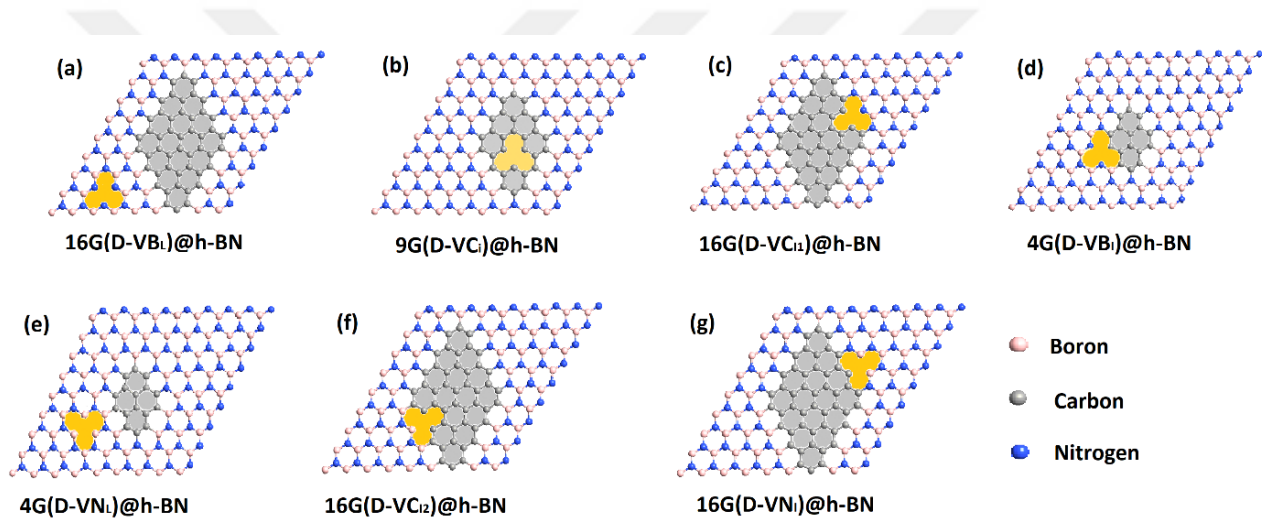 (a)
(b)
(c)
(d)
16G(D-VBL)@h-BN
9G(D-VCi)@h-BN
16G(D-VCI1)@h-BN
4G(D-VBI)@h-BN
(e)
(f)
(g)
Boron
Carbon
Nitrogen
4G(D-VNL)@h-BN
16G(D-VCI2)@h-BN
16G(D-VNI)@h-BN